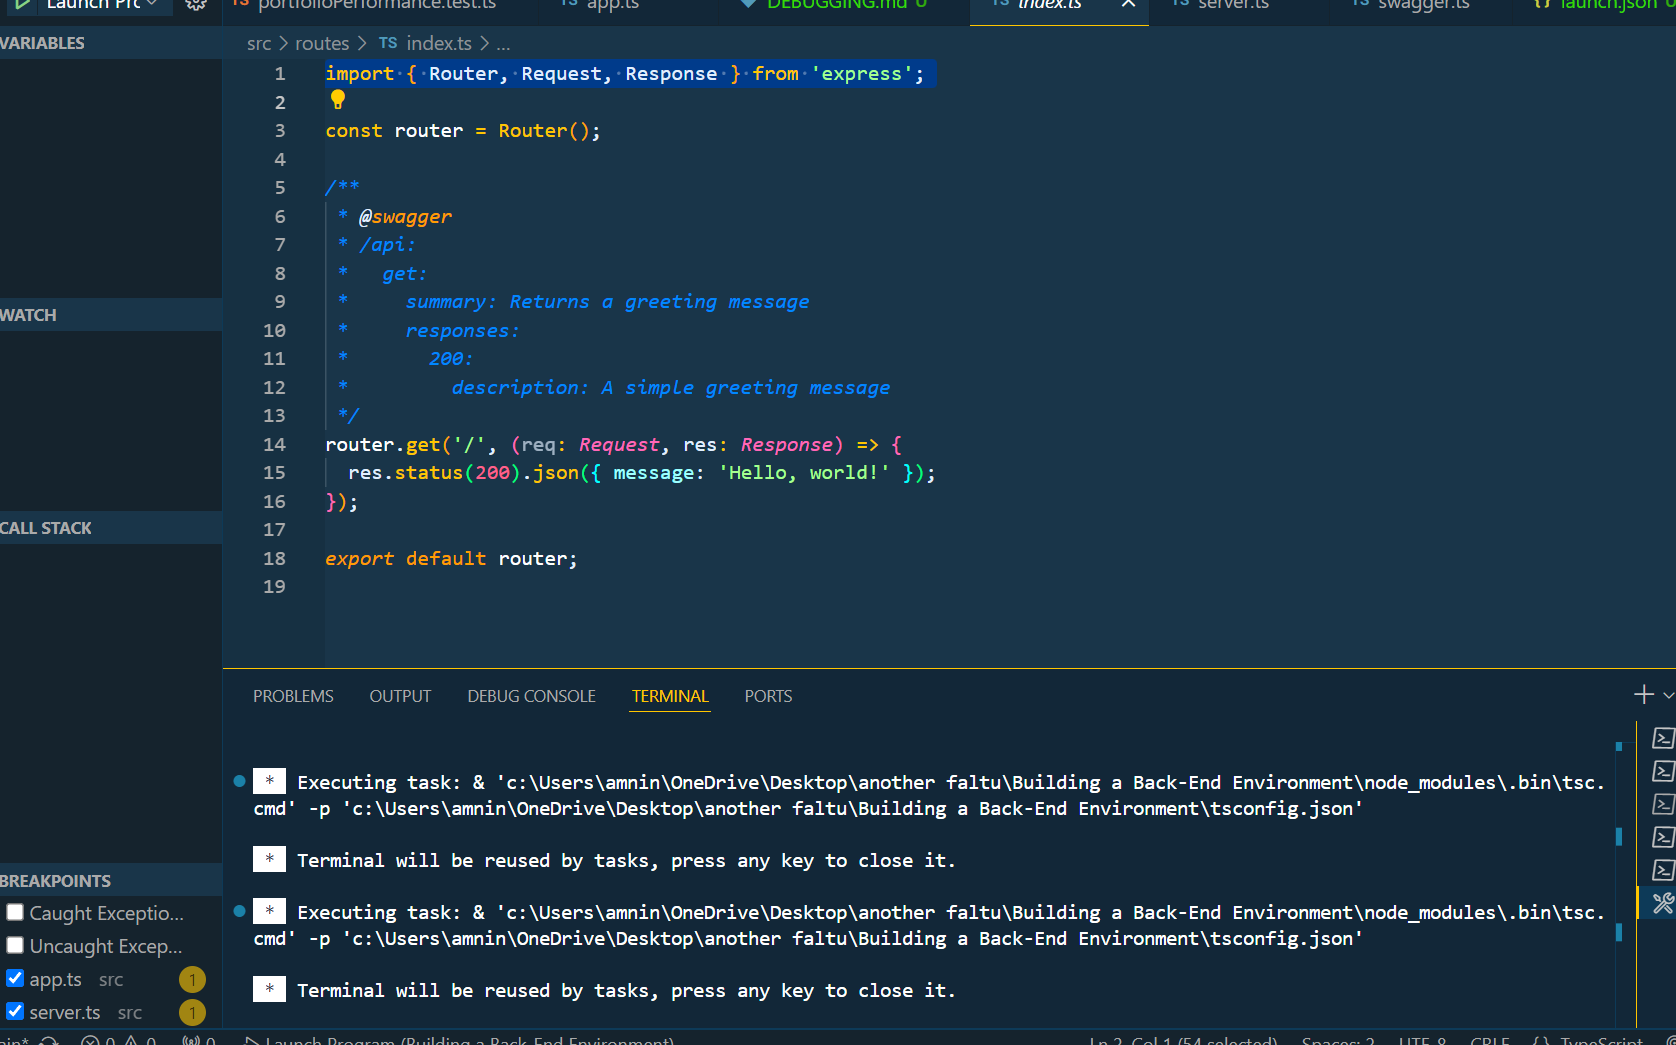 Launch Prc
TS portfolioPerformance.test.ts
TS app.ts
DEBUGGING.md U
TS index.ts
TS server.ts
TS swagger.ts
{} launch.json U
VARIABLES
src > routes > TS index.ts > ...
1 import { Router, Request, Response } from 'express';
2
3 const router = Router();
4
5 /**
6 * @swagger
7 * /api:
8 * get:
9 * summary: Returns a greeting message
10 * responses:
11 * 200:
12 * description: A simple greeting message
13 */
14 router.get('/', (req: Request, res: Response) => {
15 res.status(200).json({ message: 'Hello, world!' });
16 });
17
18 export default router;
19
WATCH
CALL STACK
BREAKPOINTS
Caught Exceptio...
Uncaught Excep...
app.ts src 1
server.ts src 1
PROBLEMS OUTPUT DEBUG CONSOLE TERMINAL PORTS
* Executing task: & 'c:\Users\amnin\OneDrive\Desktop\another faltu\Building a Back-End Environment\node_modules\.bin\tsc.
cmd' -p 'c:\Users\amnin\OneDrive\Desktop\another faltu\Building a Back-End Environment\tsconfig.json'
* Terminal will be reused by tasks, press any key to close it.
* Executing task: & 'c:\Users\amnin\OneDrive\Desktop\another faltu\Building a Back-End Environment\node_modules\.bin\tsc.
cmd' -p 'c:\Users\amnin\OneDrive\Desktop\another faltu\Building a Back-End Environment\tsconfig.json'
* Terminal will be reused by tasks, press any key to close it.
ain* 0 0 0 Launch Program (Building a Back-End Environment) Ln 2, Col 1 (54 selected) Spaces: 2 UTF-8 CRLF {} TypeScript